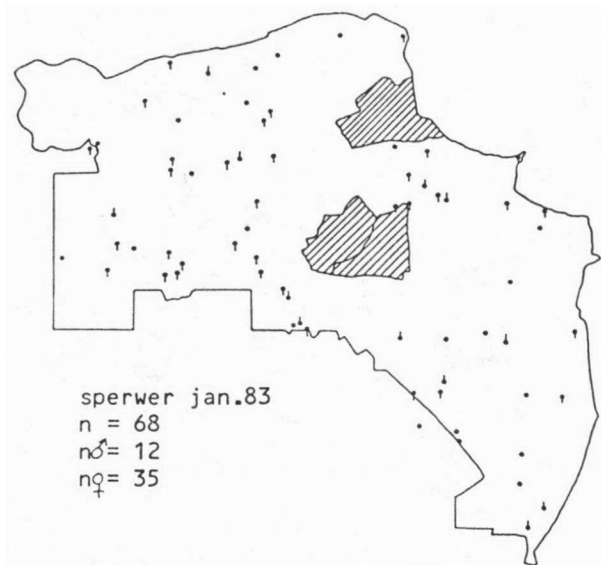 sperwer jan.83
n = 68
n♂= 12
n♀= 35